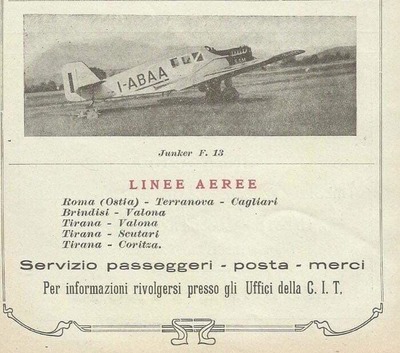 I-ABAA
Junker F. 13
LINEE AEREE
Roma (Ostia) - Terranova - Cagliari
Brindisi - Valona
Tirana - Valona
Tirana - Scutari
Tirana - Coritza.
Servizio passeggeri - posta - merci
Per informazioni rivolgersi presso gli Uffici della C. I. T.